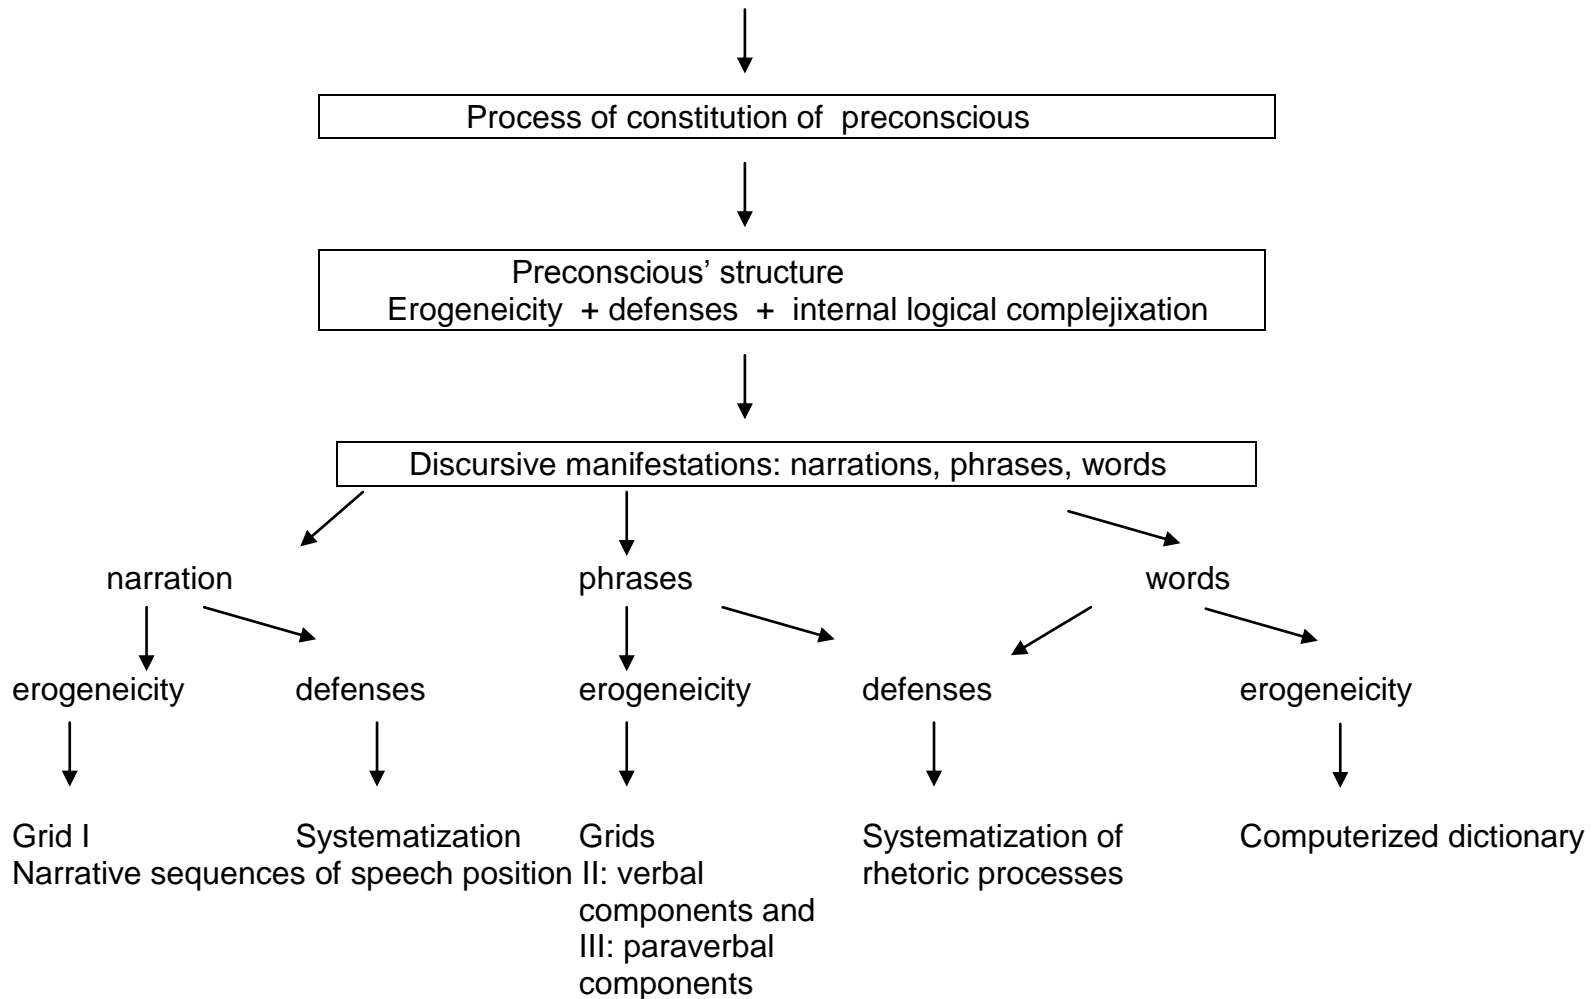 Process of constitution of preconscious
Preconscious’ structure
Erogeneicity + defenses + internal logical complejixation
Discursive manifestations: narrations, phrases, words
narration
phrases
words
erogeneicity
defenses
erogeneicity
defenses
erogeneicity
Grid I
Narrative sequences
Systematization
of speech position
Grids
II: verbal
components and
III: paraverbal
components
Systematization of
rhetoric processes
Computerized dictionary